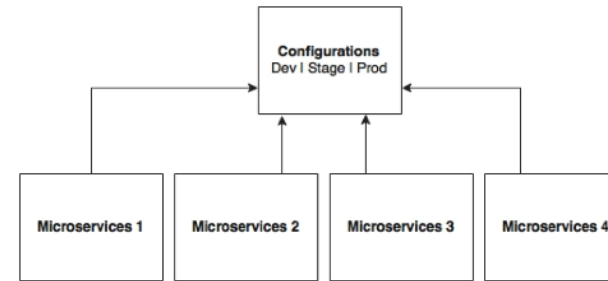 Configurations
Dev | Stage | Prod
Microservices 1
Microservices 2
Microservices 3
Microservices 4